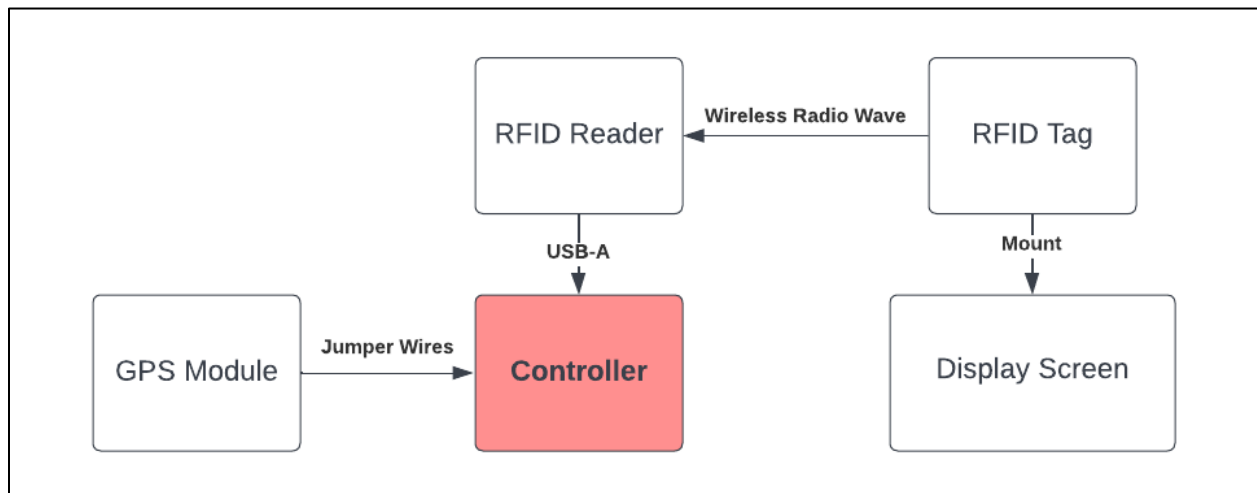 RFID Reader
Wireless Radio Wave
RFID Tag
USB-A
Mount
GPS Module
Jumper Wires
Controller
Display Screen